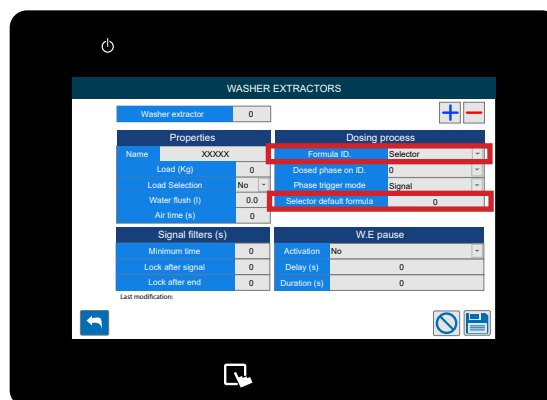 WASHER EXTRACTORS
Washer extractor 0
Properties
Name XXXXX
Load (Kg) 0
Load Selection No
Water flush (l) 0.0
Air time (s) 0
Dosing process
Formula ID. Selector
Dosed phase on ID. 0
Phase trigger mode Signal
Selector default formula 0
Signal filters (s)
Minimum time 0
Lock after signal 0
Lock after end 0
W.E pause
Activation No
Delay (s) 0
Duration (s) 0
Last modification: